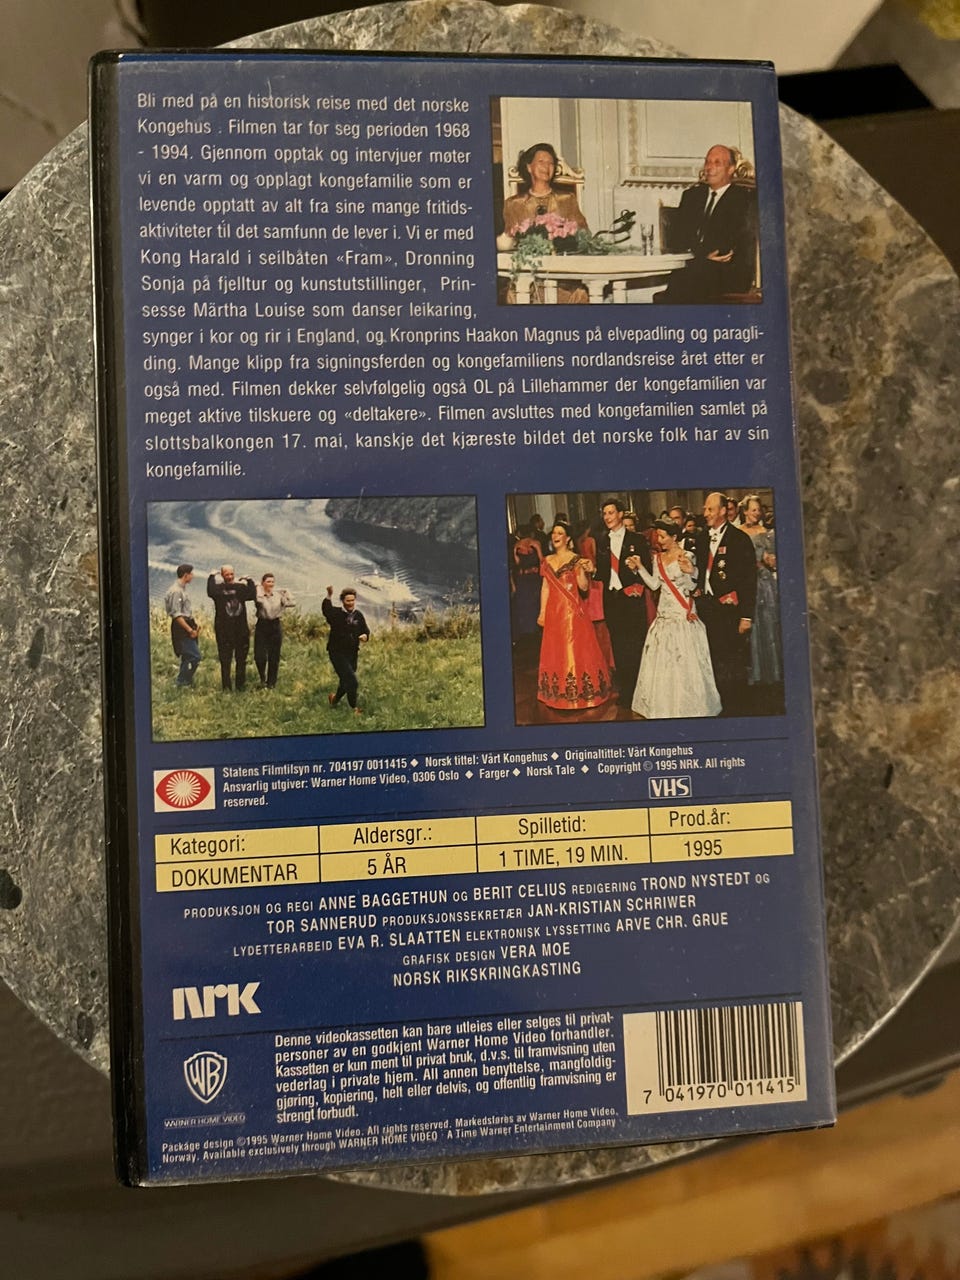 Bli med på en historisk reise med det norske
Kongehus . Filmen tar for seg perioden 1968
- 1994. Gjennom opptak og intervjuer møter
vi en varm og opplagt kongefamilie som er
levende opptatt av alt fra sine mange fritids-
aktiviteter til det samfunn de lever i. Vi er med
Kong Harald i seilbåten «Fram», Dronning
Sonja på fjelltur og kunstutstillinger, Prin-
sesse Märtha Louise som danser leikaring,
synger i kor og rir i England, og Kronprins Haakon Magnus på elvepadling og paragli-
ding. Mange klipp fra signingsferden og kongefamiliens nordlandsreise året etter er
også med. Filmen dekker selvfølgelig også OL på Lillehammer der kongefamilien var
meget aktive tilskuere og «deltakere». Filmen avsluttes med kongefamilien samlet på
slottsbalkongen 17. mai, kanskje det kjæreste bildet det norske folk har av sin
kongefamilie.
Statens Filmtilsyn nr. 704197 0011415 ◆ Norsk tittel: Vårt Kongehus ◆ Originaltittel: Vårt Kongehus
Ansvarlig utgiver: Warner Home Video, 0306 Oslo ◆ Farger ◆ Norsk Tale ◆ Copyright © 1995 NRK. All rights
reserved.
VHS
Kategori: Aldersgr.: Spilletid: Prod.år:
DOKUMENTAR 5 ÅR 1 TIME, 19 MIN. 1995
PRODUKSJON OG REGI ANNE BAGGETHUN OG BERIT CELIUS REDIGERING TROND NYSTEDT OG
TOR SANNERUD PRODUKSJONSSEKRETÆR JAN-KRISTIAN SCHRIWER
LYDETTERARBEID EVA R. SLAATTEN ELEKTRONISK LYSSETTING ARVE CHR. GRUE
GRAFISK DESIGN VERA MOE
NORSK RIKSKRINGKASTING
NRK
Denne videokassetten kan bare utleies eller selges til privat-
personer av en godkjent Warner Home Video forhandler.
Kassetten er kun ment til privat bruk, d.v.s. til framvisning uten
vederlag i private hjem. All annen benyttelse, mangfoldig-
gjøring, kopiering, helt eller delvis, og offentlig framvisning er
strengt forbudt.
WB
WARNER HOME VIDEO
7 041970 011415
Package design ©1995 Warner Home Video. All rights reserved. Markedsføres av Warner Home Video,
Norway. Available exclusively through WARNER HOME VIDEO · A Time Warner Entertainment Company